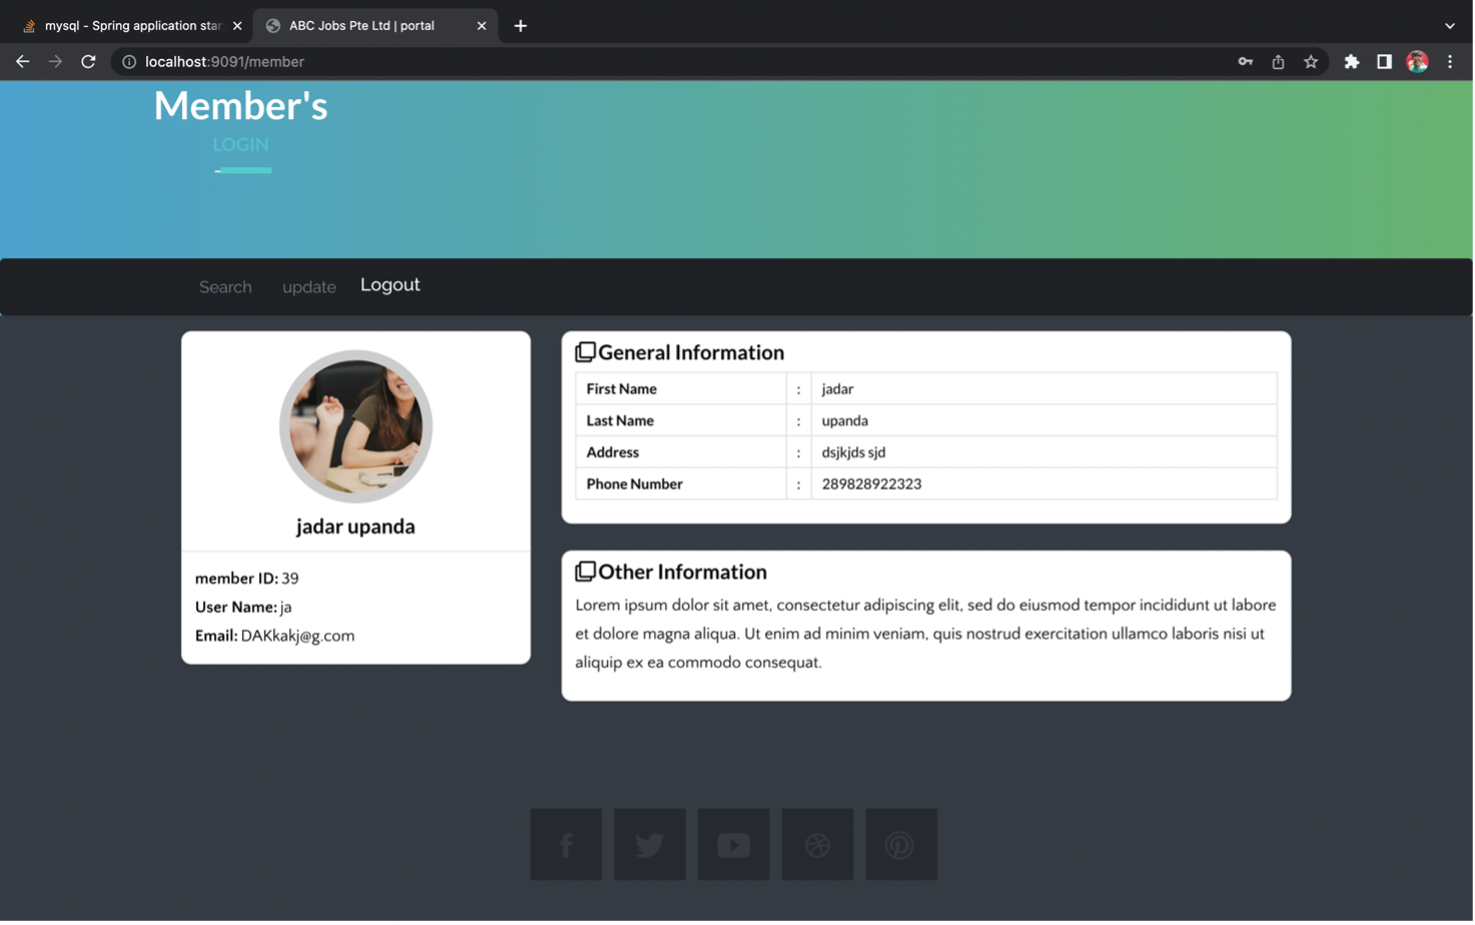 mysql - Spring application star
ABC Jobs Pte Ltd | portal
localhost:9091/member
Member's
LOGIN
Search update Logout
jadar upanda
member ID: 39
User Name: ja
Email: DAKkakj@g.com
General Information
First Name : jadar
Last Name : upanda
Address : dsjkjds sjd
Phone Number : 289828922323
Other Information
Lorem ipsum dolor sit amet, consectetur adipiscing elit, sed do eiusmod tempor incididunt ut labore
et dolore magna aliqua. Ut enim ad minim veniam, quis nostrud exercitation ullamco laboris nisi ut
aliquip ex ea commodo consequat.